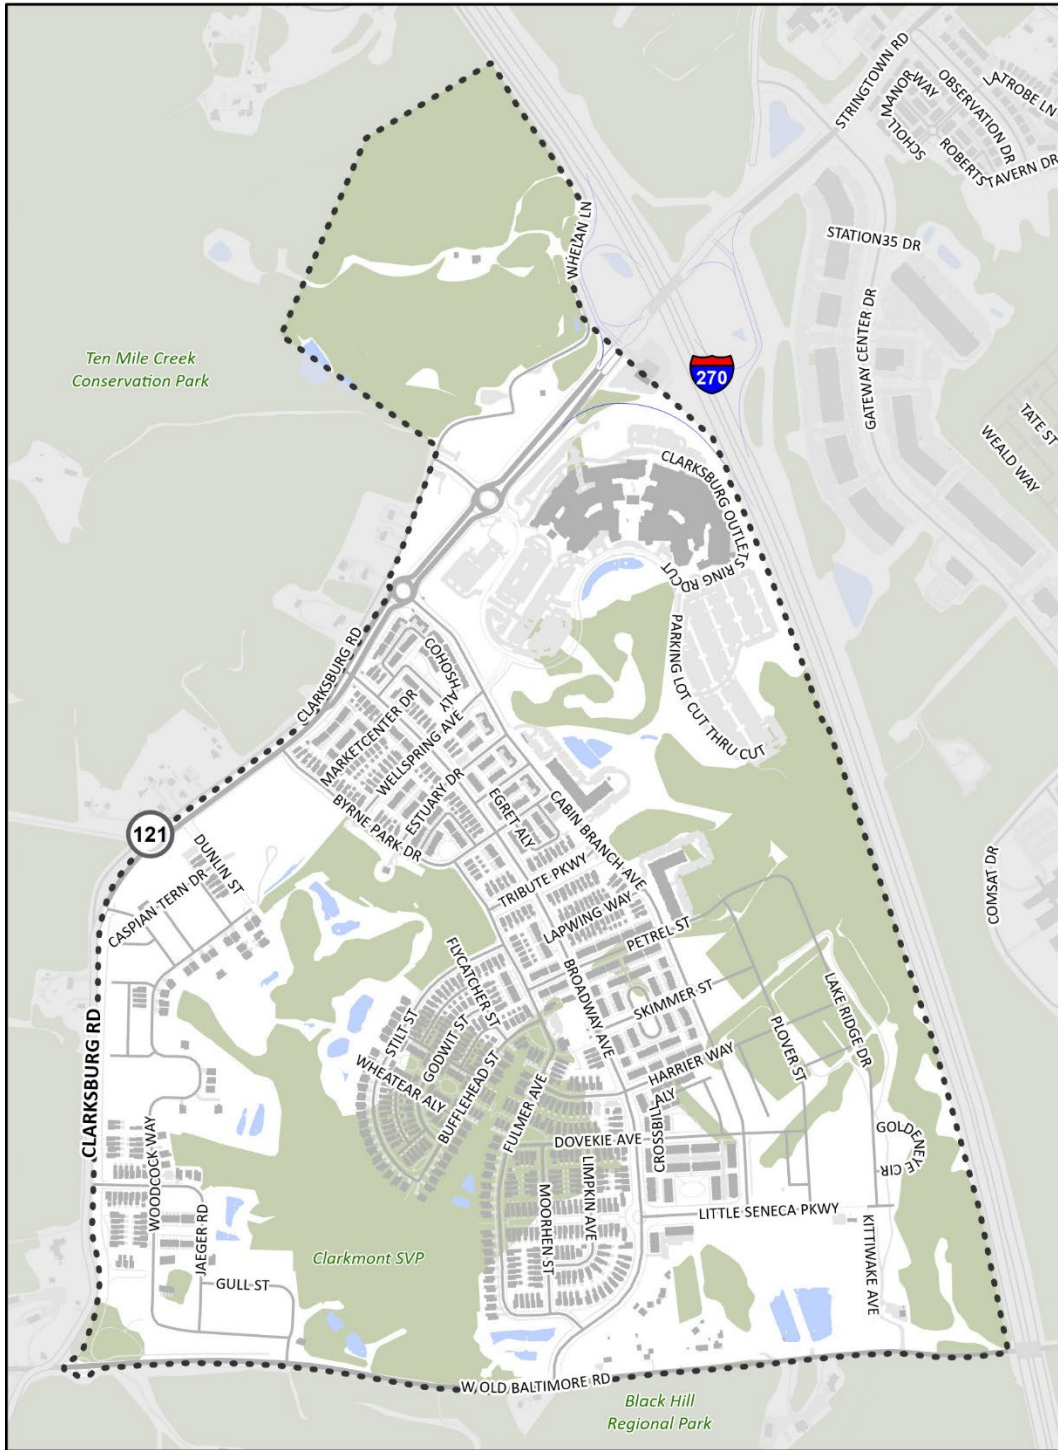 STRINGTOWN RD
LATROBE LN
OBSERVATION DR
MANOR
WAY
SCHOLL
ROBERTS
TAVERN DR
STATION35 DR
WHELAN LN
GATEWAY CENTER DR
Ten Mile Creek
Conservation Park
270
TATE ST
WEALD WAY
CLARKSBURG OUTLETS RING RD
CUT
PARKING LOT CUT THRU CUT
CLARKSBURG RD
COHOSH
ALY
MARKETCENTER DR
WELLSPRING AVE
ESTUARY DR
EGRET ALY
BYRNE PARK DR
CABIN BRANCH AVE
121
DUNLIN ST
CASPIAN TERN DR
TRIBUTE PKWY
LAPWING WAY
PETREL ST
COMSAT DR
FLYCATCHER ST
BROADWAY AVE
SKIMMER ST
LAKE RIDGE DR
PLOVER ST
STILT ST
GODWIT ST
WHEATEAR ALY
BUFFLEHEAD ST
FULMER AVE
HARRIER WAY
CLARKSBURG RD
CROSSBILL
ALY
DOVEKIE AVE
GOLDENEYE CIR
WOODCOCK WAY
LIMPKIN AVE
MOORHEN ST
LITTLE SENECA PKWY
JAEGER RD
KITTIWAKE AVE
Clarkmont SVP
GULL ST
W OLD BALTIMORE RD
Black Hill
Regional Park